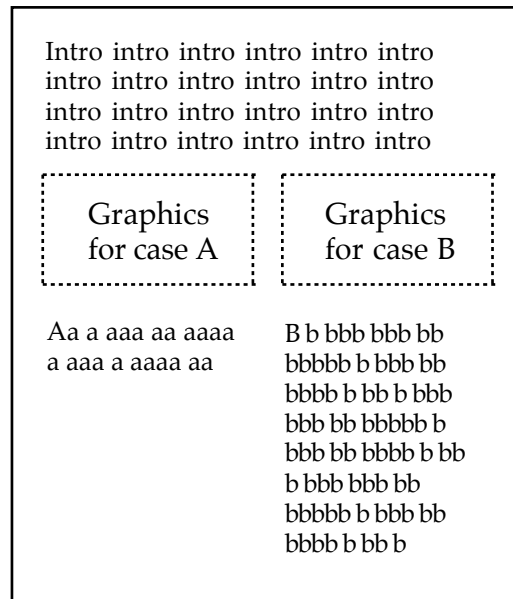 Intro intro intro intro intro intro
intro intro intro intro intro intro
intro intro intro intro intro intro
intro intro intro intro intro intro
Graphics
for case A
Graphics
for case B
Aa a aaa aa aaaa
a aaa a aaaa aa
B b bbb bbb bb
bbbbb b bbb bb
bbbb b bb b bbb
bbb bb bbbbb b
bbb bb bbbb b bb
b bbb bbb bb
bbbbb b bbb bb
bbbb b bb b